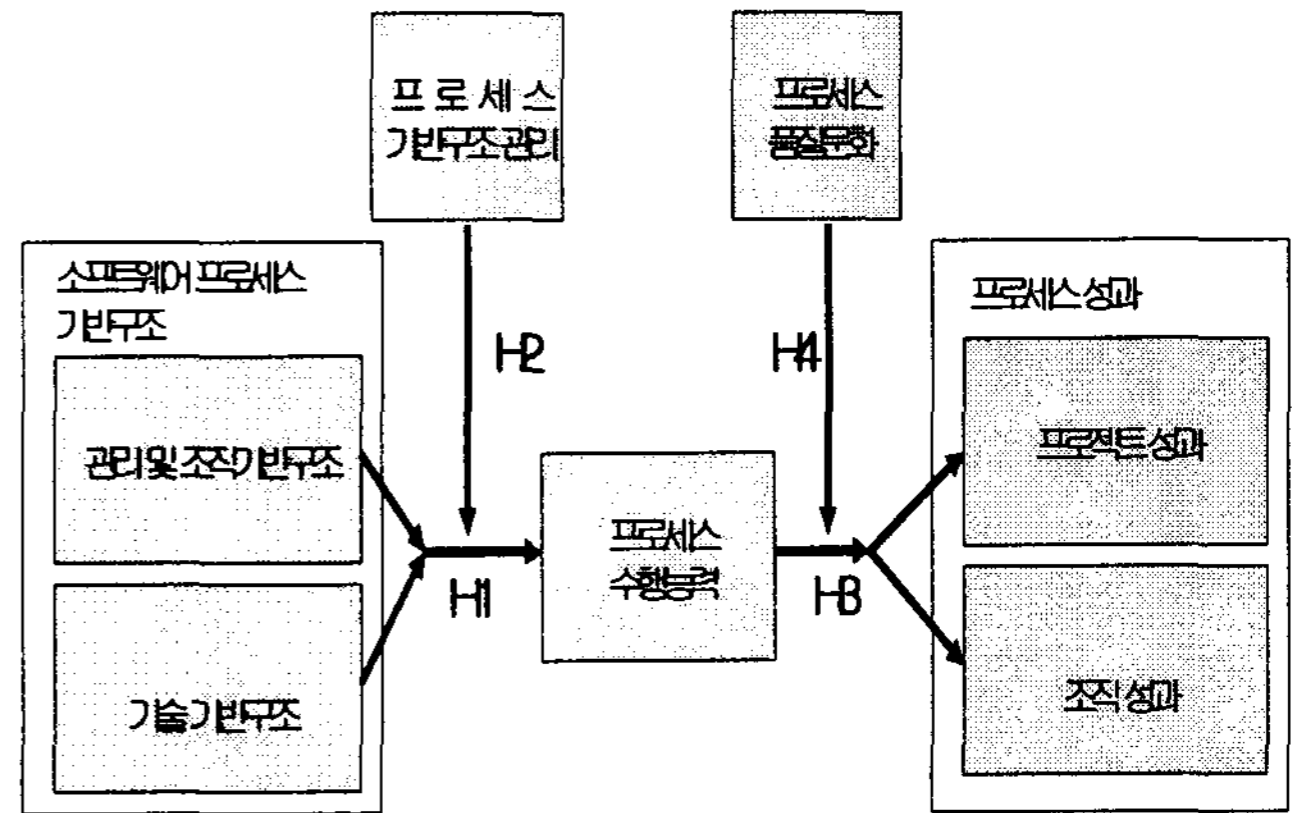 프로세스
기반구조관리
프로세스
품질문화
소프트웨어 프로세스
기반구조
관리 및 조직기반구조
기술기반구조
H2
H1
프로세스
수행능력
H4
H3
프로세스 성과
프로젝트 성과
조직 성과